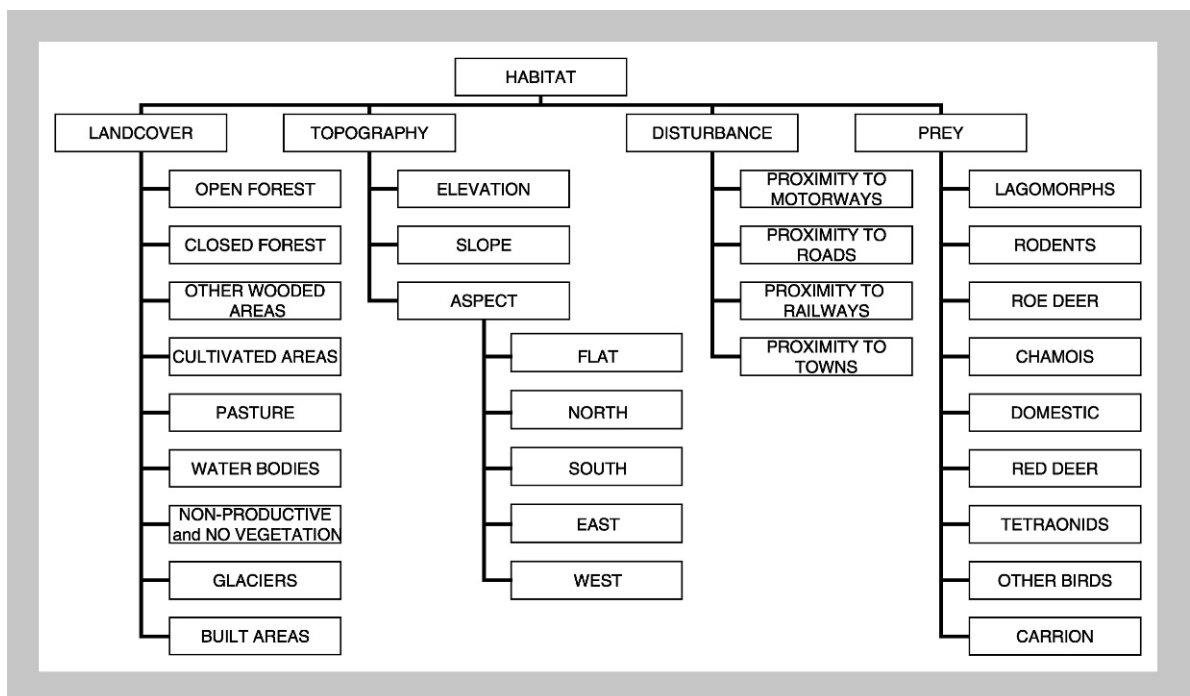 HABITAT
LANDCOVER
TOPOGRAPHY
DISTURBANCE
PREY
OPEN FOREST
CLOSED FOREST
OTHER WOODED
AREAS
CULTIVATED AREAS
PASTURE
WATER BODIES
NON-PRODUCTIVE
and NO VEGETATION
GLACIERS
BUILT AREAS
ELEVATION
SLOPE
ASPECT
FLAT
NORTH
SOUTH
EAST
WEST
PROXIMITY TO
MOTORWAYS
PROXIMITY TO
ROADS
PROXIMITY TO
RAILWAYS
PROXIMITY TO
TOWNS
LAGOMORPHS
RODENTS
ROE DEER
CHAMOIS
DOMESTIC
RED DEER
TETRAONIDS
OTHER BIRDS
CARRION